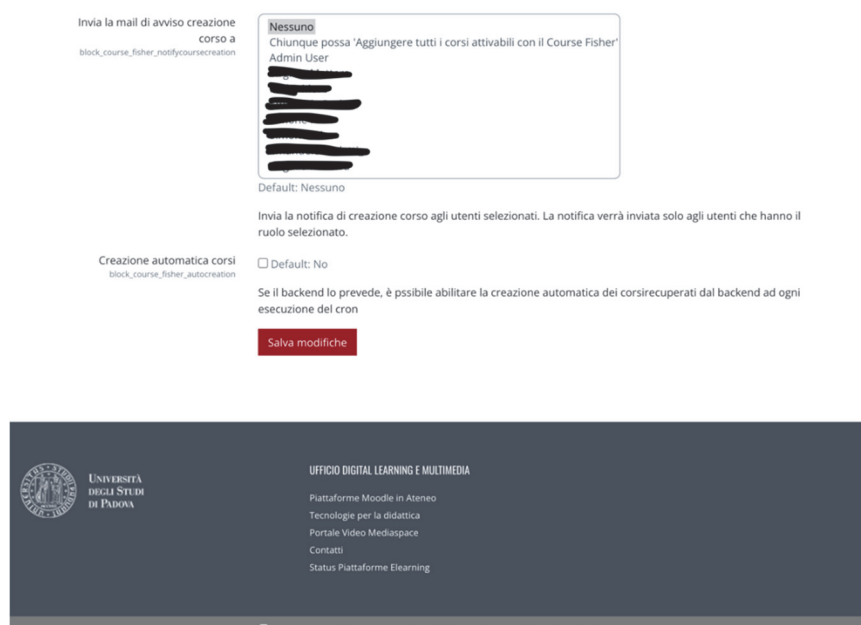 Invia la mail di avviso creazione
corso a
block_course_fisher_notifycoursecreation
Nessuno
Chiunque possa 'Aggiungere tutti i corsi attivabili con il Course Fisher'
Admin User
Default: Nessuno
Invia la notifica di creazione corso agli utenti selezionati. La notifica verrà inviata solo agli utenti che hanno il
ruolo selezionato.
Creazione automatica corsi
block_course_fisher_autocreation
Default: No
Se il backend lo prevede, è pssibile abilitare la creazione automatica dei corsirecuperati dal backend ad ogni
esecuzione del cron
Salva modifiche
Università
degli Studi
di Padova
UFFICIO DIGITAL LEARNING E MULTIMEDIA
Piattaforme Moodle in Ateneo
Tecnologie per la didattica
Portale Video Mediaspace
Contatti
Status Piattaforme Elearning